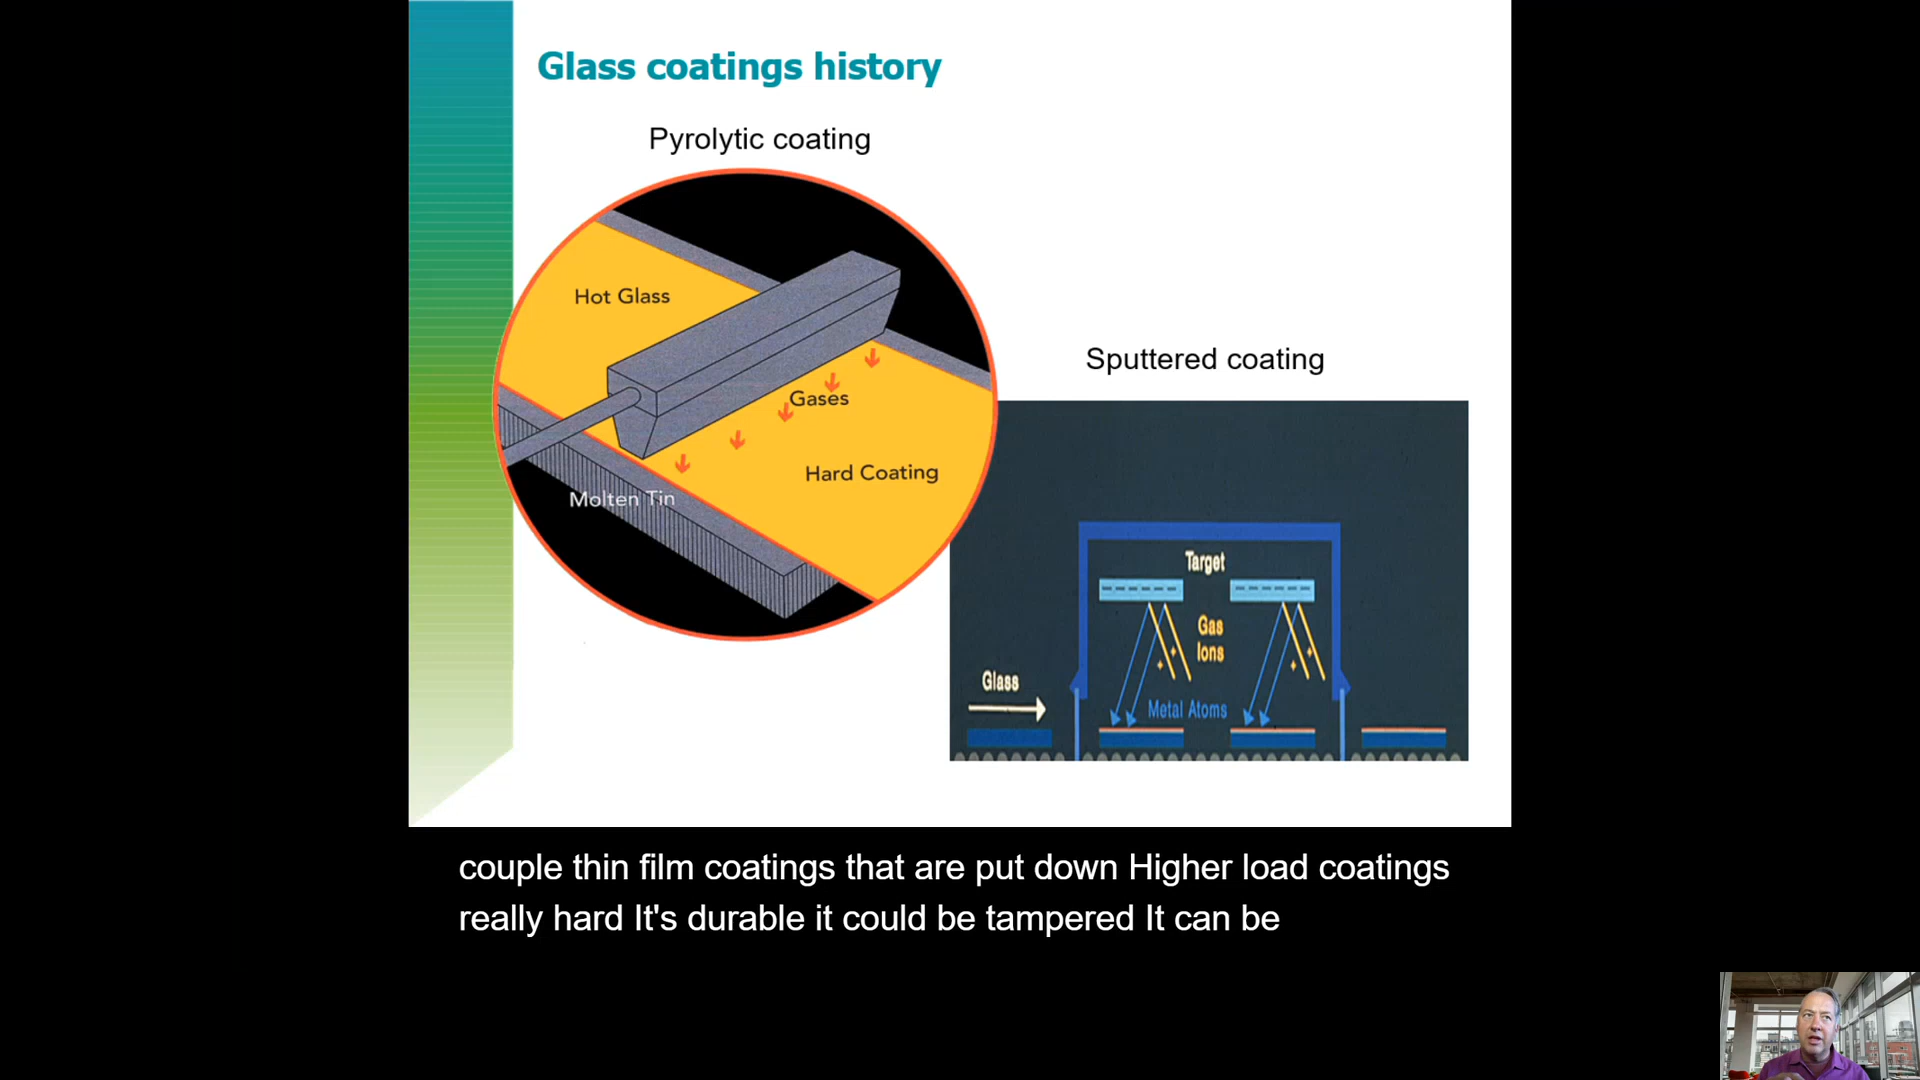 Glass coatings history
Pyrolytic coating
Hot Glass
Gases
Hard Coating
Molten Tin
Sputtered coating
Target
Gas
Ions
Glass
Metal Atoms
couple thin film coatings that are put down Higher load coatings
really hard It's durable it could be tampered It can be